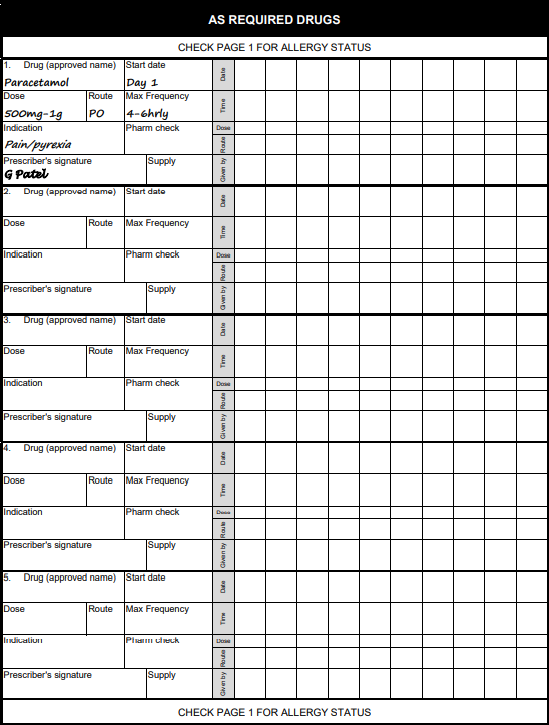 AS REQUIRED DRUGS
CHECK PAGE 1 FOR ALLERGY STATUS
1. Drug (approved name) Start date Date
Paracetamol Day 1
Dose Route Max Frequency Time
500mg-1g PO 4-6hrly
Indication Pharm check Dose
Pain/pyrexia Route
Prescriber's signature Supply Given by
G Patel
2. Drug (approved name) Start date Date
Dose Route Max Frequency Time
Indication Pharm check Dose
Route
Prescriber's signature Supply Given by
3. Drug (approved name) Start date Date
Dose Route Max Frequency Time
Indication Pharm check Dose
Route
Prescriber's signature Supply Given by
4. Drug (approved name) Start date Date
Dose Route Max Frequency Time
Indication Pharm check Dose
Route
Prescriber's signature Supply Given by
5. Drug (approved name) Start date Date
Dose Route Max Frequency Time
Indication Pharm check Dose
Route
Prescriber's signature Supply Given by
CHECK PAGE 1 FOR ALLERGY STATUS